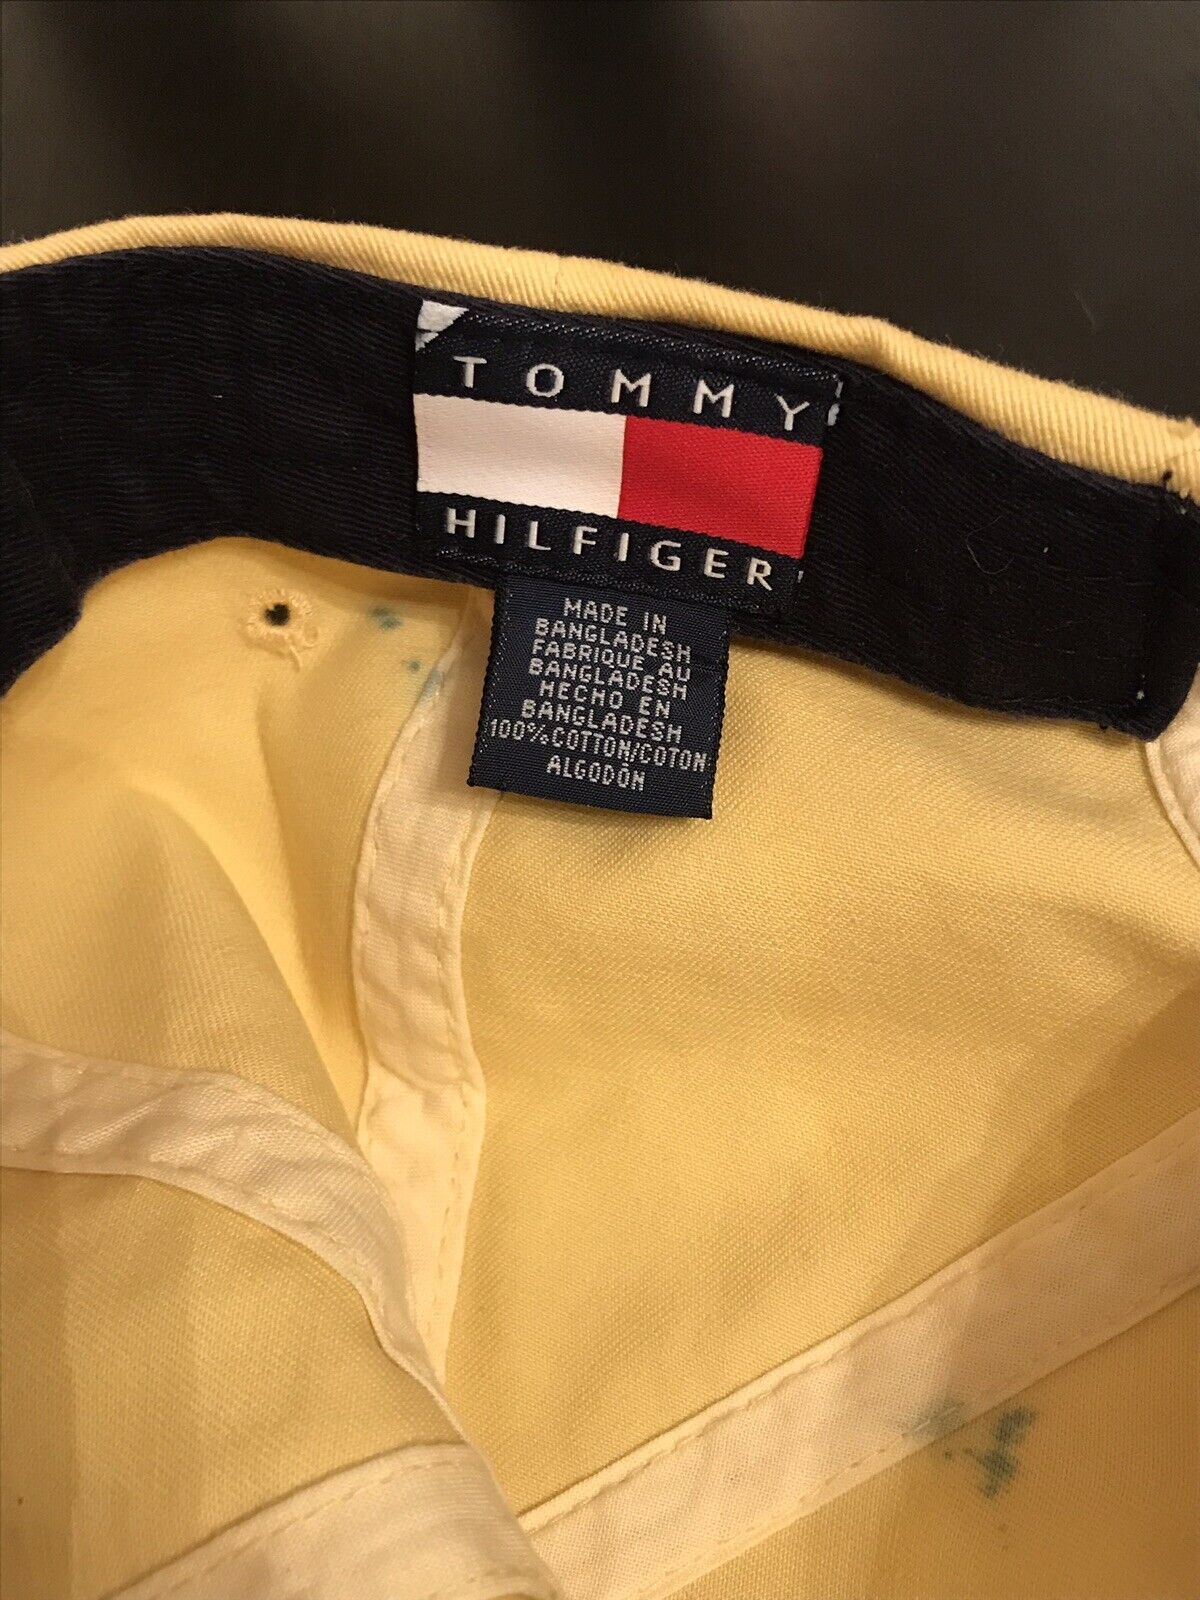 TOMMY
HILFIGER
MADE IN
BANGLADESH
FABRIQUE AU
BANGLADESH
HECHO EN
BANGLADESH
100% COTTON/COTON
ALGODÓN